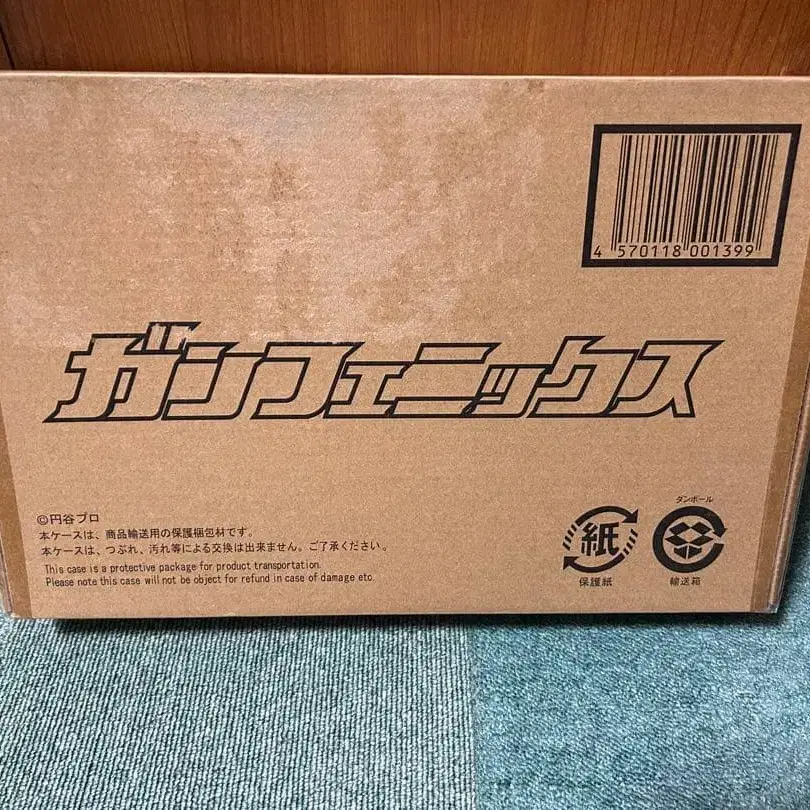 4 570118 001399
ガンフェニックス
©円谷プロ
本ケースは、商品輸送用の保護梱包材です。
本ケースは、つぶれ、汚れ等による交換は出来ません。ご了承ください。
This case is a protective package for product transportation.
Please note this case will not be object for refund in case of damage etc.
紙
保護紙
ダンボール
輸送箱